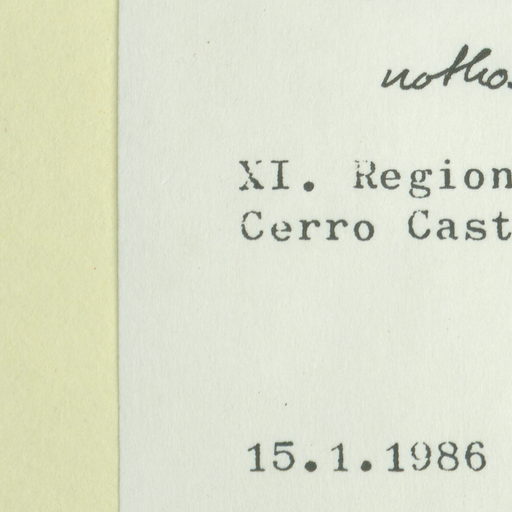 notho
XI. Region
Cerro Cast
15.1.1986